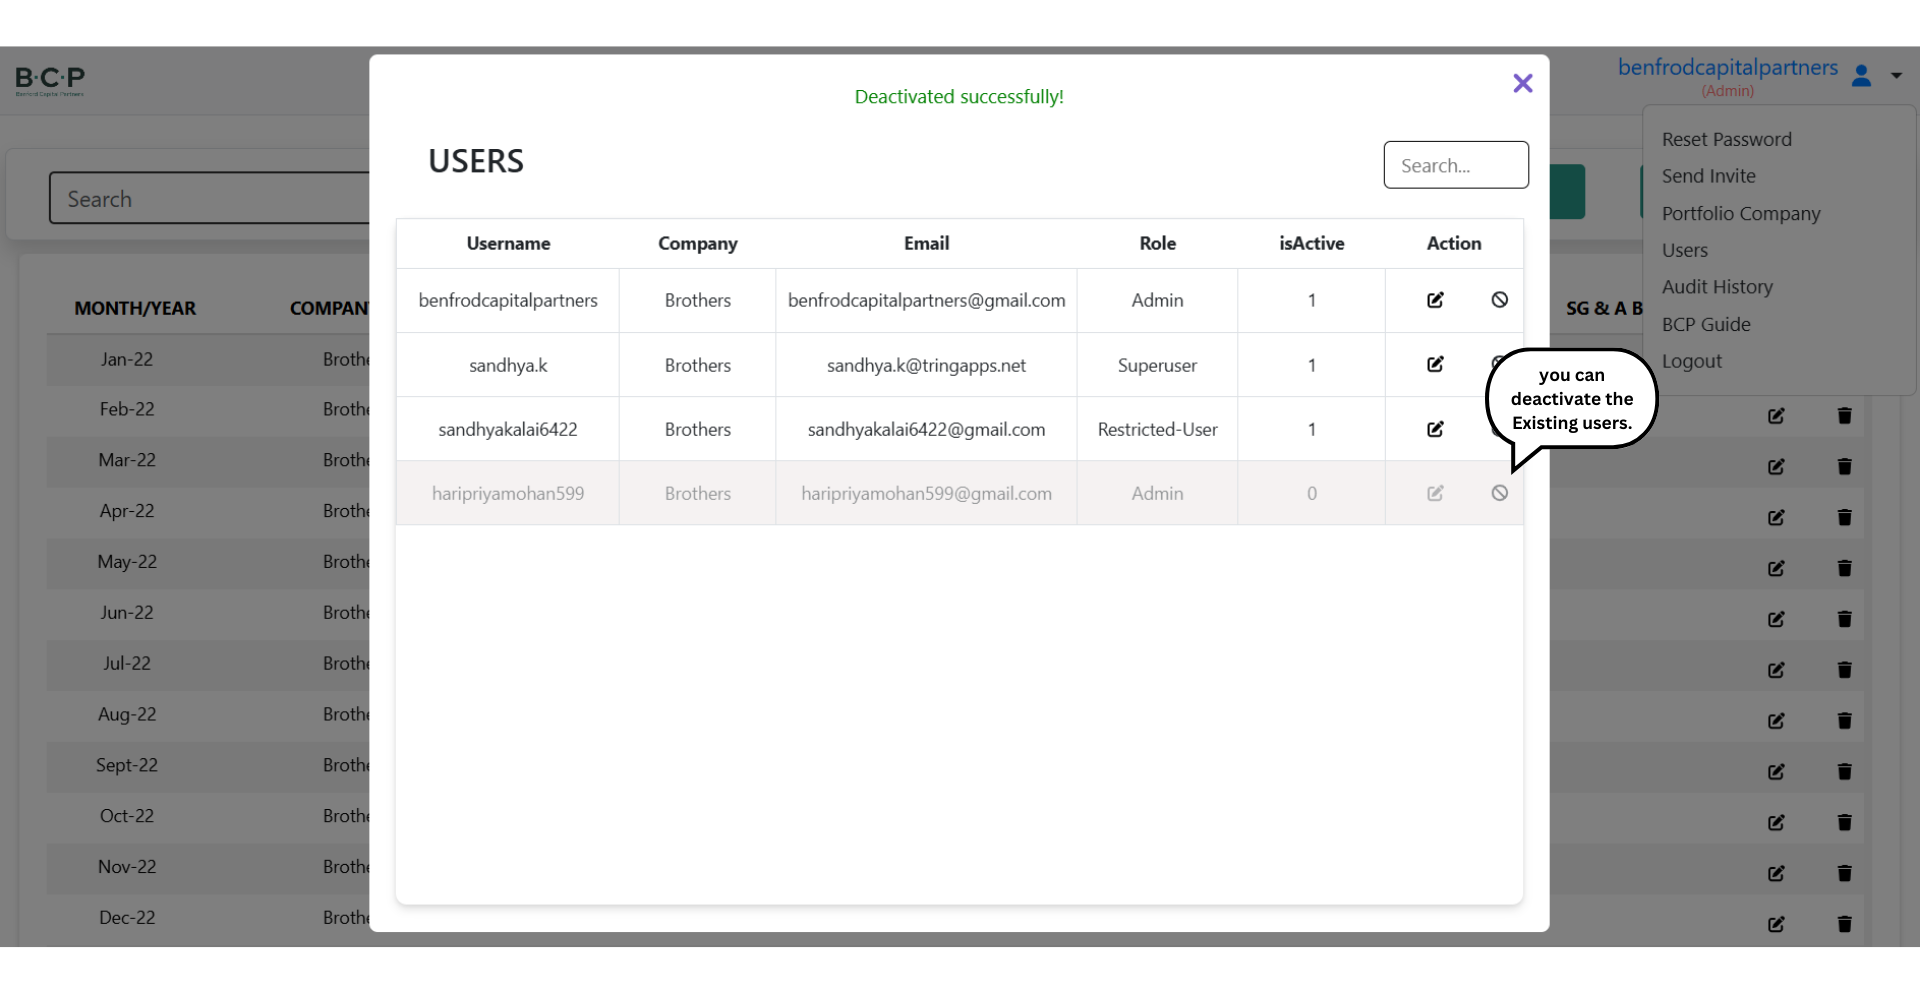 B·C·P
Benford Capital Partners
benfrodcapitalpartners
(Admin)
Deactivated successfully!
USERS
Search...
Search
Reset Password
Send Invite
Portfolio Company
Users
Audit History
BCP Guide
Logout
Username Company Email Role isActive Action
benfrodcapitalpartners Brothers benfrodcapitalpartners@gmail.com Admin 1
sandhya.k Brothers sandhya.k@tringapps.net Superuser 1
sandhyakalai6422 Brothers sandhyakalai6422@gmail.com Restricted-User 1
haripriyamohan599 Brothers haripriyamohan599@gmail.com Admin 0
you can
deactivate the
Existing users.
MONTH/YEAR COMPAN SG & A B
Jan-22 Brothe
Feb-22 Brothe
Mar-22 Brothe
Apr-22 Brothe
May-22 Brothe
Jun-22 Brothe
Jul-22 Brothe
Aug-22 Brothe
Sept-22 Brothe
Oct-22 Brothe
Nov-22 Brothe
Dec-22 Brothe